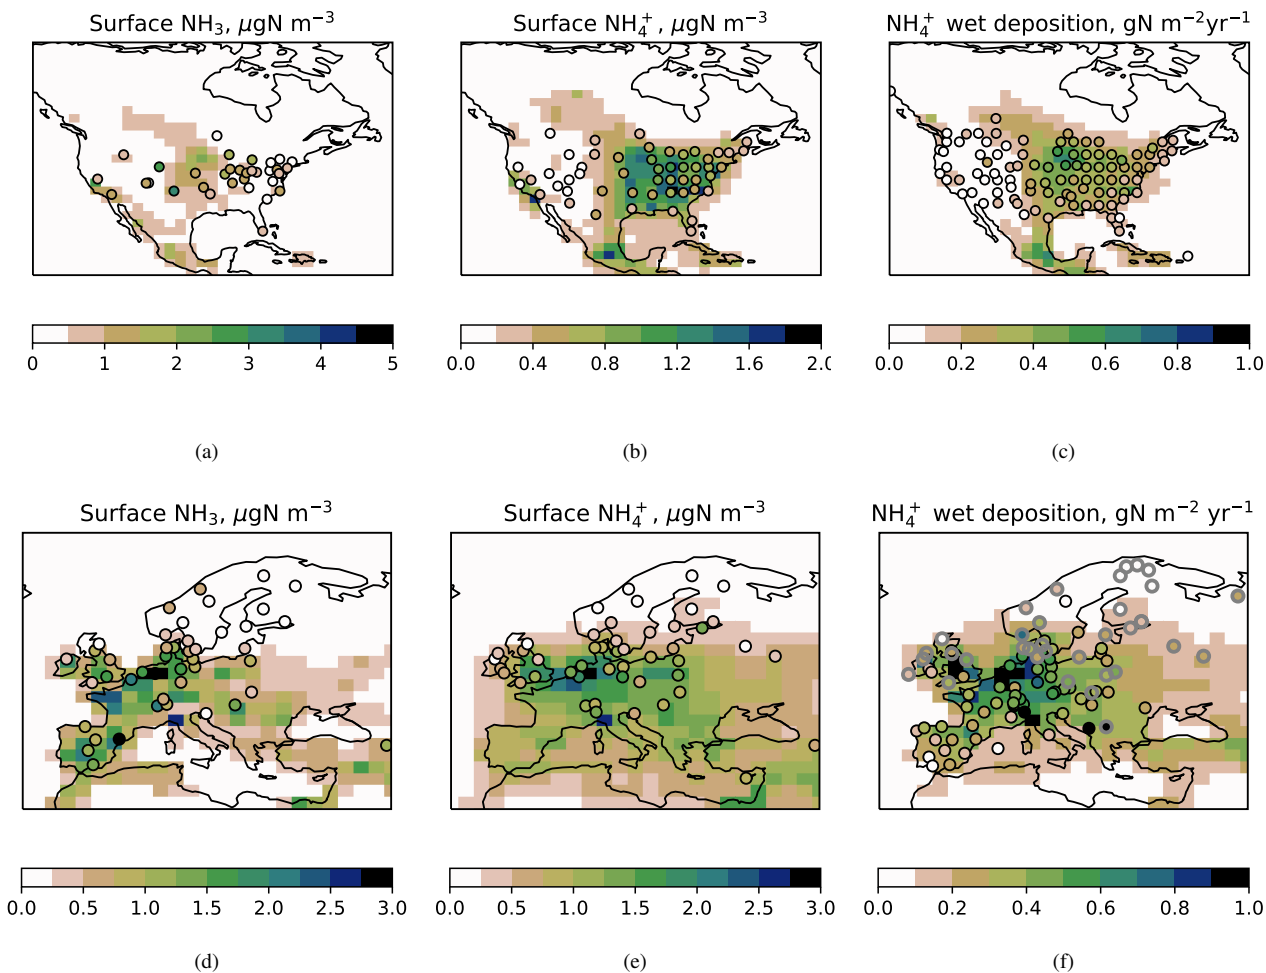 Surface NH₃, μgN m⁻³
Surface NH₄⁺, μgN m⁻³
NH₄⁺ wet deposition, gN m⁻²yr⁻¹
0 1 2 3 4 5
0.0 0.4 0.8 1.2 1.6 2.0
0.0 0.2 0.4 0.6 0.8 1.0
(a)
(b)
(c)
Surface NH₃, μgN m⁻³
Surface NH₄⁺, μgN m⁻³
NH₄⁺ wet deposition, gN m⁻² yr⁻¹
0.0 0.5 1.0 1.5 2.0 2.5 3.0
0.0 0.5 1.0 1.5 2.0 2.5 3.0
0.0 0.2 0.4 0.6 0.8 1.0
(d)
(e)
(f)